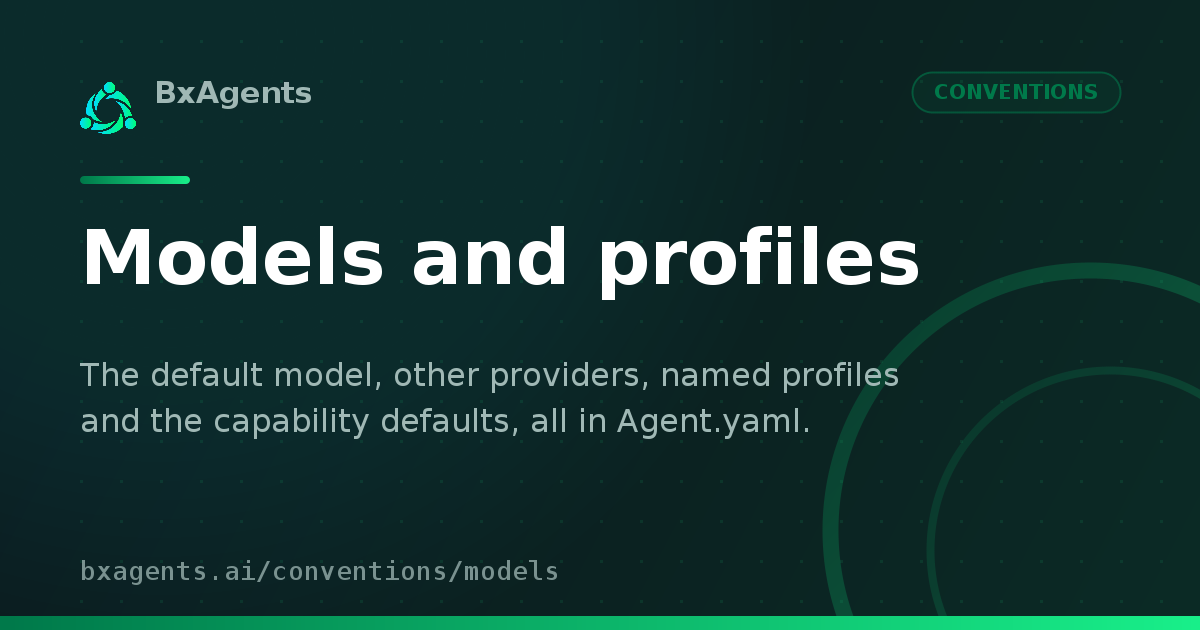 BxAgents
CONVENTIONS
Models and profiles
The default model, other providers, named profiles
and the capability defaults, all in Agent.yaml.
bxagents.ai/conventions/models